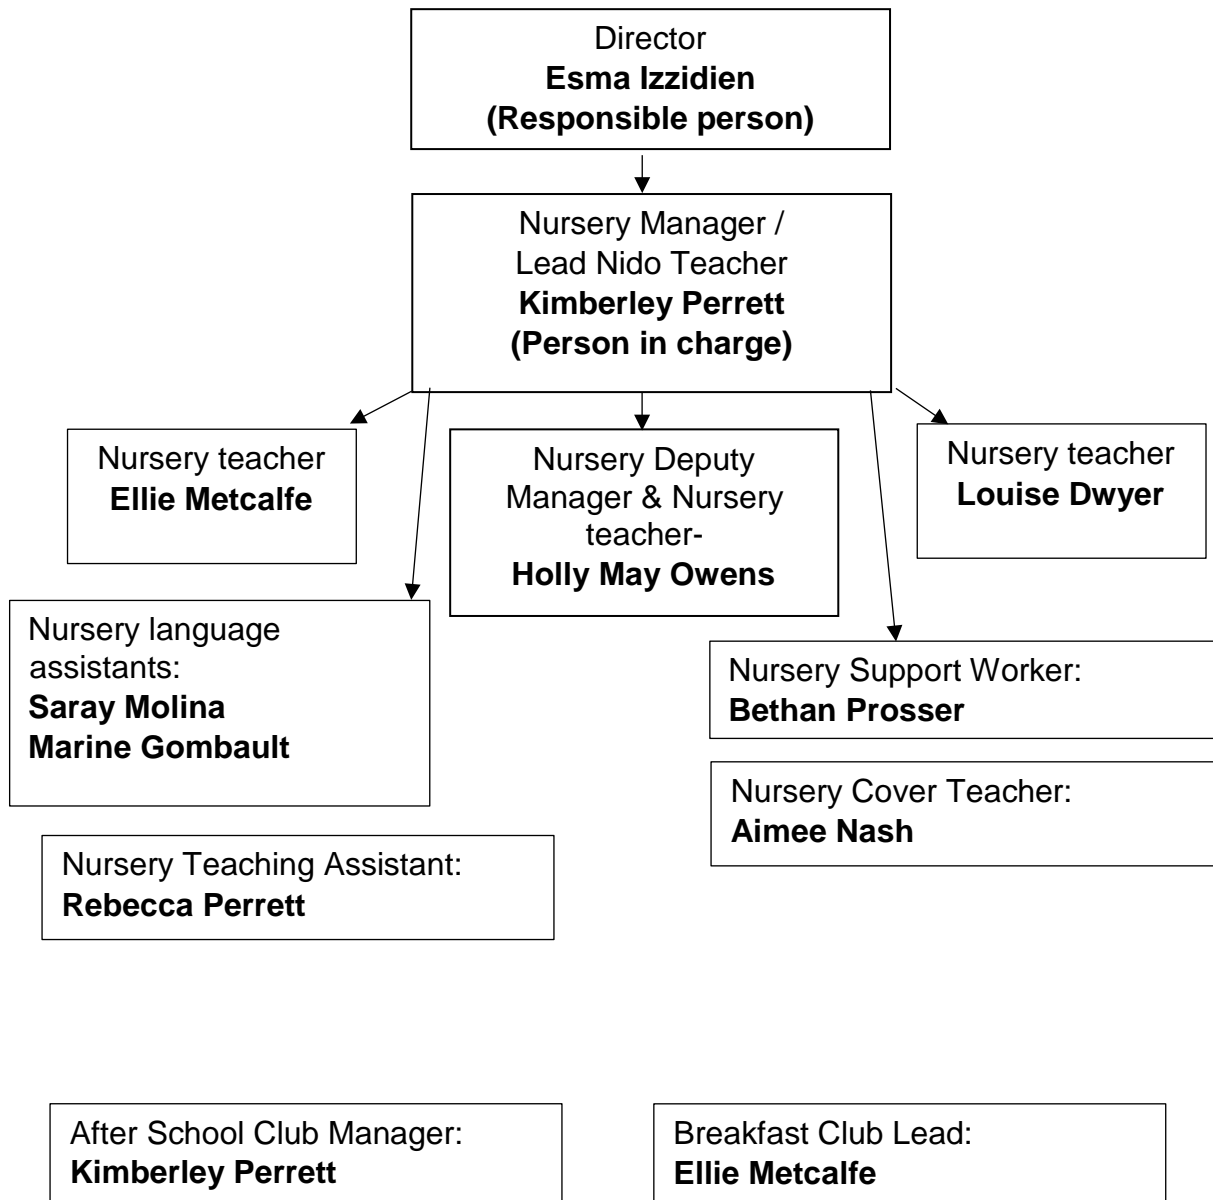 Director
Esma Izzidien
(Responsible person)
Nursery Manager /
Lead Nido Teacher
Kimberley Perrett
(Person in charge)
Nursery teacher
Ellie Metcalfe
Nursery Deputy
Manager & Nursery
teacher-
Holly May Owens
Nursery teacher
Louise Dwyer
Nursery language
assistants:
Saray Molina
Marine Gombault
Nursery Support Worker:
Bethan Prosser
Nursery Cover Teacher:
Aimee Nash
Nursery Teaching Assistant:
Rebecca Perrett
After School Club Manager:
Kimberley Perrett
Breakfast Club Lead:
Ellie Metcalfe